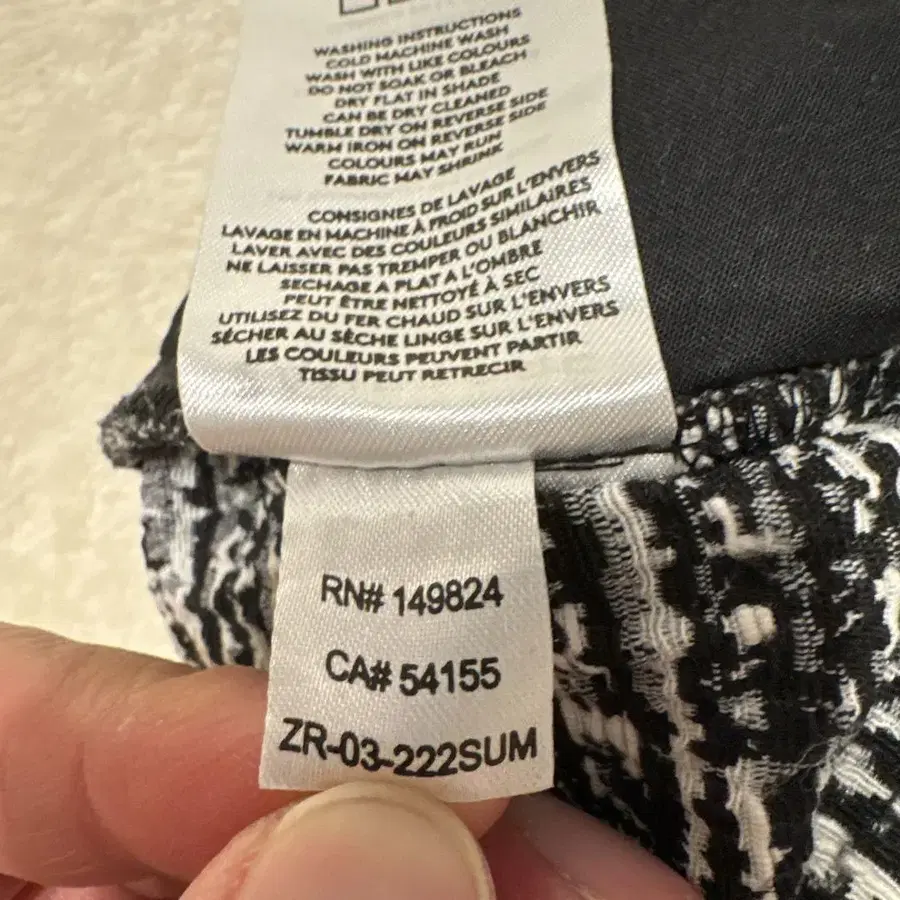 WASHING INSTRUCTIONS
COLD MACHINE WASH
WASH WITH LIKE COLOURS
DO NOT SOAK OR BLEACH
DRY FLAT IN SHADE
CAN BE DRY CLEANED
TUMBLE DRY ON REVERSE SIDE
WARM IRON ON REVERSE SIDE
COLOURS MAY RUN
FABRIC MAY SHRINK
CONSIGNES DE LAVAGE
LAVAGE EN MACHINE À FROID SUR L'ENVERS
LAVER AVEC DES COULEURS SIMILAIRES
NE LAISSER PAS TREMPER OU BLANCHIR
SECHAGE A PLAT A L'OMBRE
PEUT ÊTRE NETTOYÉ À SEC
UTILISEZ DU FER CHAUD SUR L'ENVERS
SÉCHER AU SÈCHE LINGE SUR L'ENVERS
LES COULEURS PEUVENT PARTIR
TISSU PEUT RETRECIR
RN# 149824
CA# 54155
ZR-03-222SUM